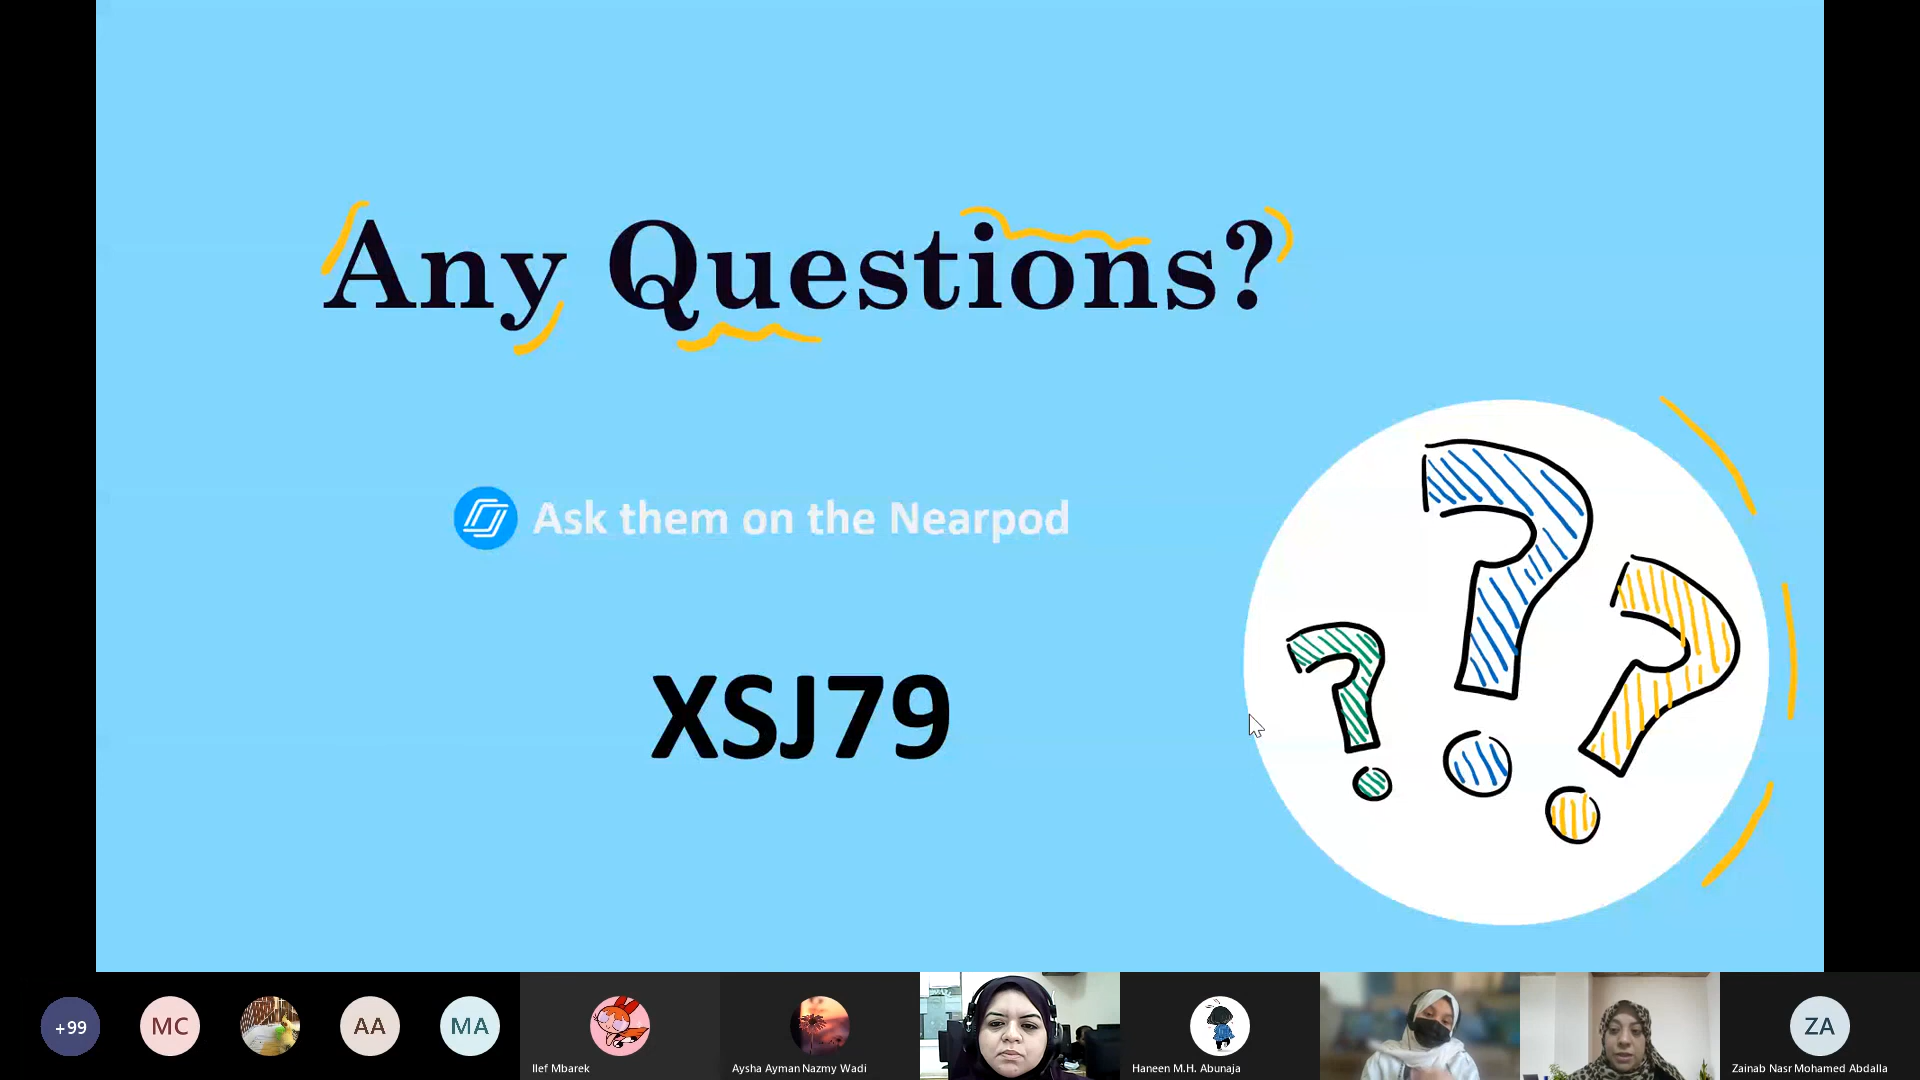 Any Questions?
Ask them on the Nearpod
XSJ79
+99
MC
AA
MA
Ilef Mbarek
Aysha Ayman Nazmy Wadi
Haneen M.H. Abunaja
ZA
Zainab Nasr Mohamed Abdalla